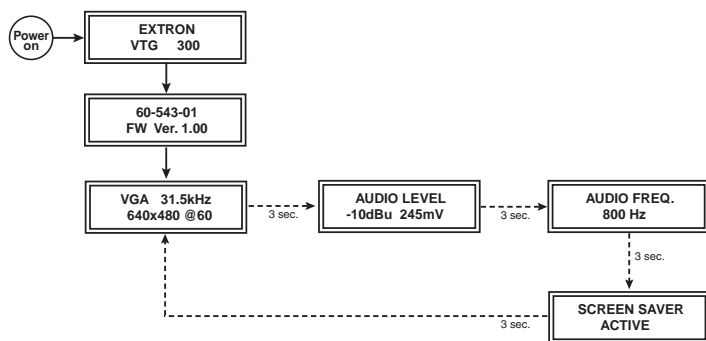 Power
on
EXTRON
VTG 300
60-543-01
FW Ver. 1.00
VGA 31.5kHz
640x480 @60
3 sec.
AUDIO LEVEL
-10dBu 245mV
3 sec.
AUDIO FREQ.
800 Hz
3 sec.
SCREEN SAVER
ACTIVE
3 sec.